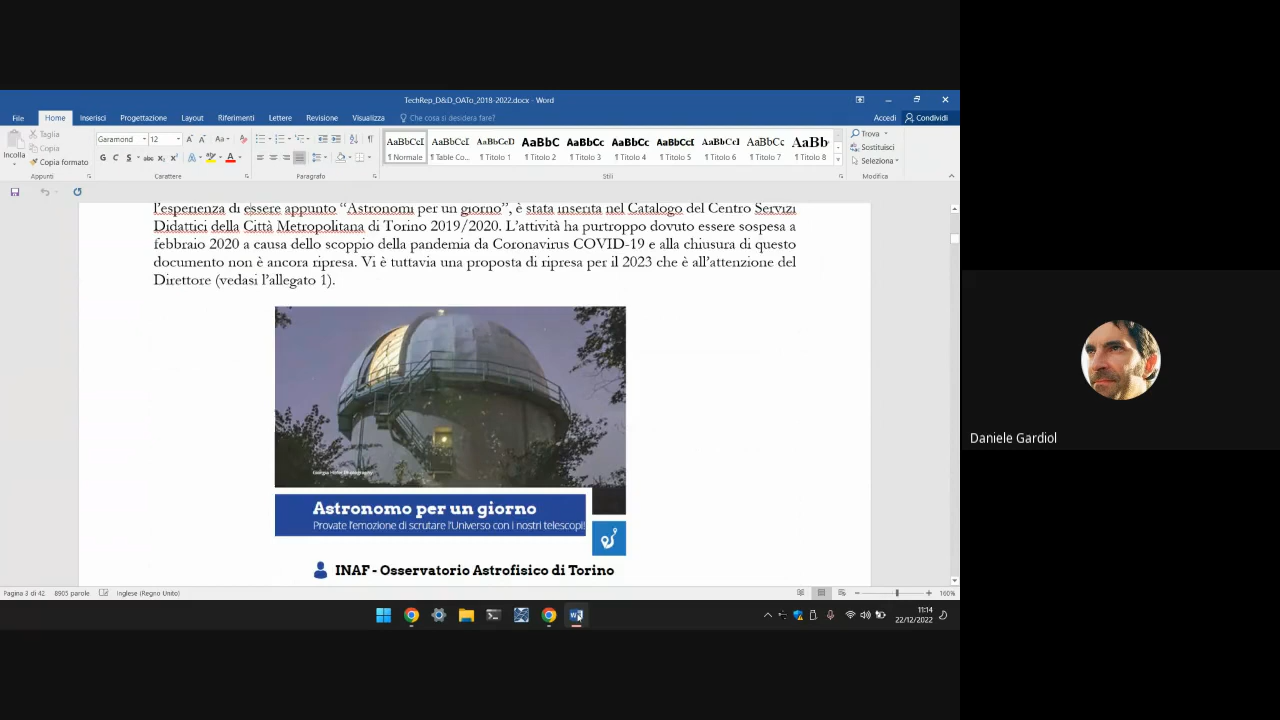 TechRep_D&D_OATo_2018-2022.docx - Word
File Home Inserisci Progettazione Layout Riferimenti Lettere Revisione Visualizza Che cosa si desidera fare? Accedi Condividi
Incolla
Taglia
Copia
Copia formato
Appunti
Garamond 12
Carattere
Paragrafo
AaBbCcI AaBbCcI AaBbCcD AaBbC AaBbCc AaBbCc AaBbCcI AaBbCc AaBbCc AaBb
¶ Normale ¶ Table Co... ¶ Titolo 1 ¶ Titolo 2 ¶ Titolo 3 ¶ Titolo 4 ¶ Titolo 5 ¶ Titolo 6 ¶ Titolo 7 ¶ Titolo 8
Stili
Trova
Sostituisci
Seleziona
Modifica
l’esperienza di essere appunto “Astronomi per un giorno”, è stata inserita nel Catalogo del Centro Servizi
Didattici della Città Metropolitana di Torino 2019/2020. L’attività ha purtroppo dovuto essere sospesa a
febbraio 2020 a causa dello scoppio della pandemia da Coronavirus COVID-19 e alla chiusura di questo
documento non è ancora ripresa. Vi è tuttavia una proposta di ripresa per il 2023 che è all’attenzione del
Direttore (vedasi l’allegato 1).
Astronomo per un giorno
Provate l’emozione di scrutare l’Universo con i nostri telescopi!
INAF - Osservatorio Astrofisico di Torino
Pagina 3 di 42 8905 parole Inglese (Regno Unito) 160%
11:14
22/12/2022
Daniele Gardiol